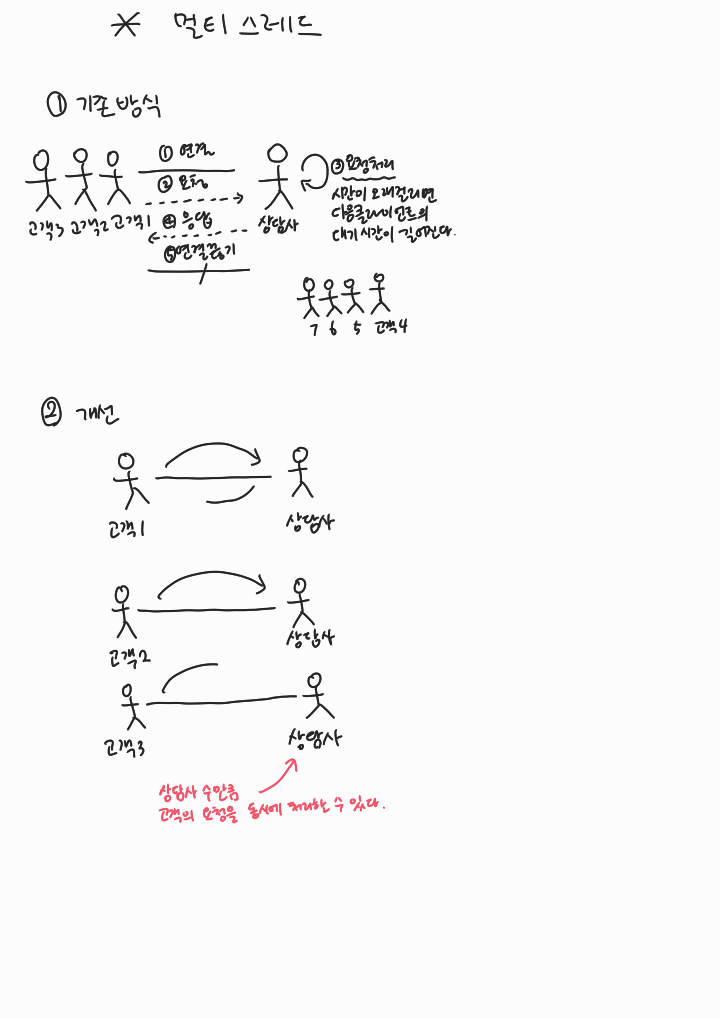 * 멀티 스레드
① 기존방식
① 연결
② 요청
④ 응답
⑤ 연결끊기
고객3 고객2 고객1
상담사
③ 요청처리
시간이 오래걸리면
다음클라이언트의
대기시간이 길어진다.
7 6 5 고객4
② 개선
고객1
상담사
고객2
상담사
고객3
상담사
상담사 수만큼
고객의 요청을 동시에 처리할 수 있다.